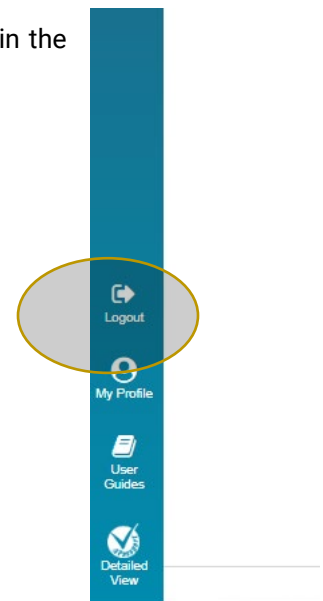 in the
Logout
My Profile
User
Guides
Detailed
View